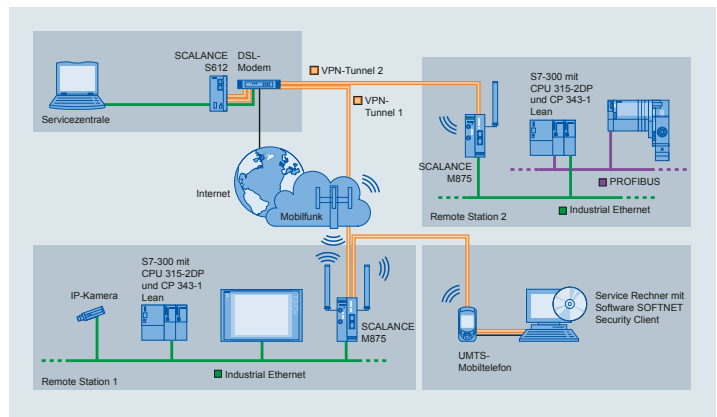 SCALANCE
S612
DSL-
Modem
Servicezentrale
VPN-Tunnel 2
VPN-
Tunnel 1
S7-300 mit
CPU 315-2DP
und CP 343-1
Lean
SCALANCE
M875
PROFIBUS
Industrial Ethernet
Remote Station 2
Internet
Mobilfunk
S7-300 mit
CPU 315-2DP
und CP 343-1
Lean
IP-Kamera
SCALANCE
M875
Industrial Ethernet
Remote Station 1
UMTS-
Mobiltelefon
Service Rechner mit
Software SOFTNET
Security Client